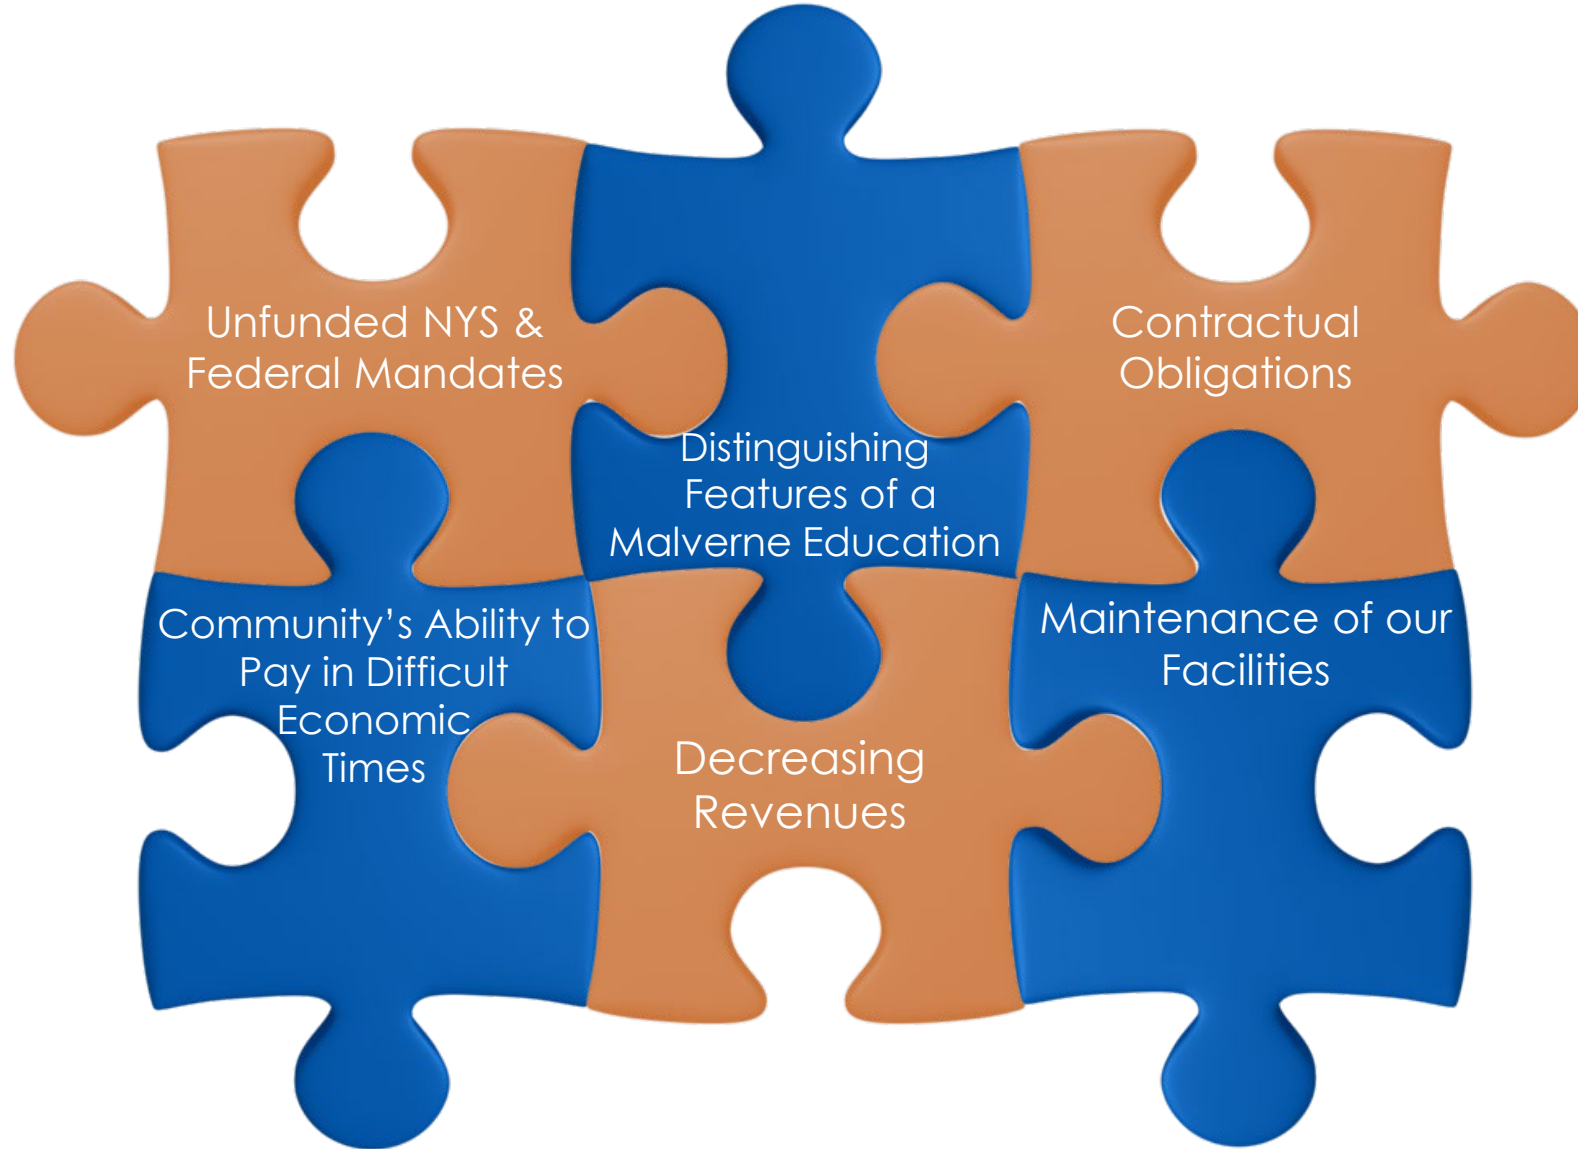 Unfunded NYS &
Federal Mandates
Distinguishing
Features of a
Malverne Education
Contractual
Obligations
Community’s Ability to
Pay in Difficult
Economic
Times
Decreasing
Revenues
Maintenance of our
Facilities